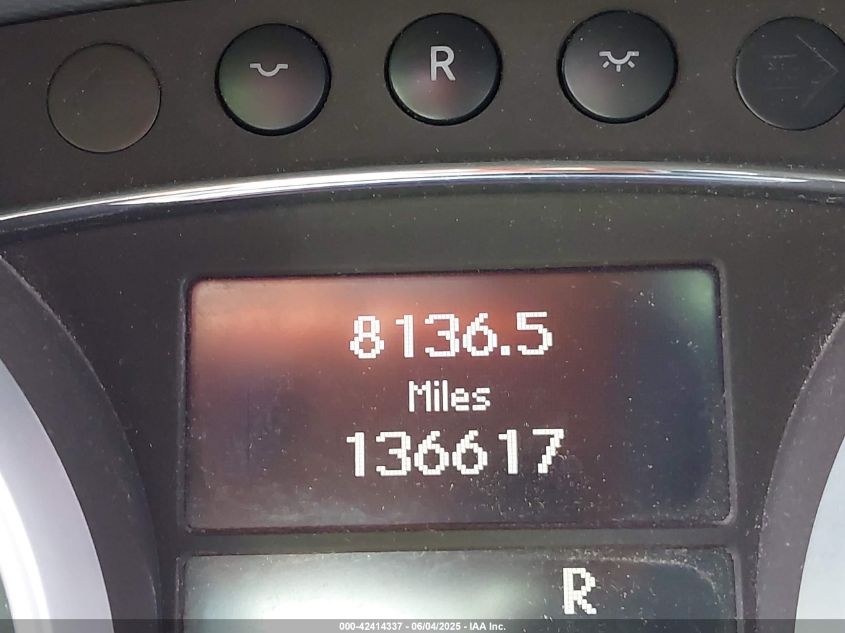 R
8136.5
Miles
136617
R
000-42414337 - 06/04/2025 - IAA Inc.